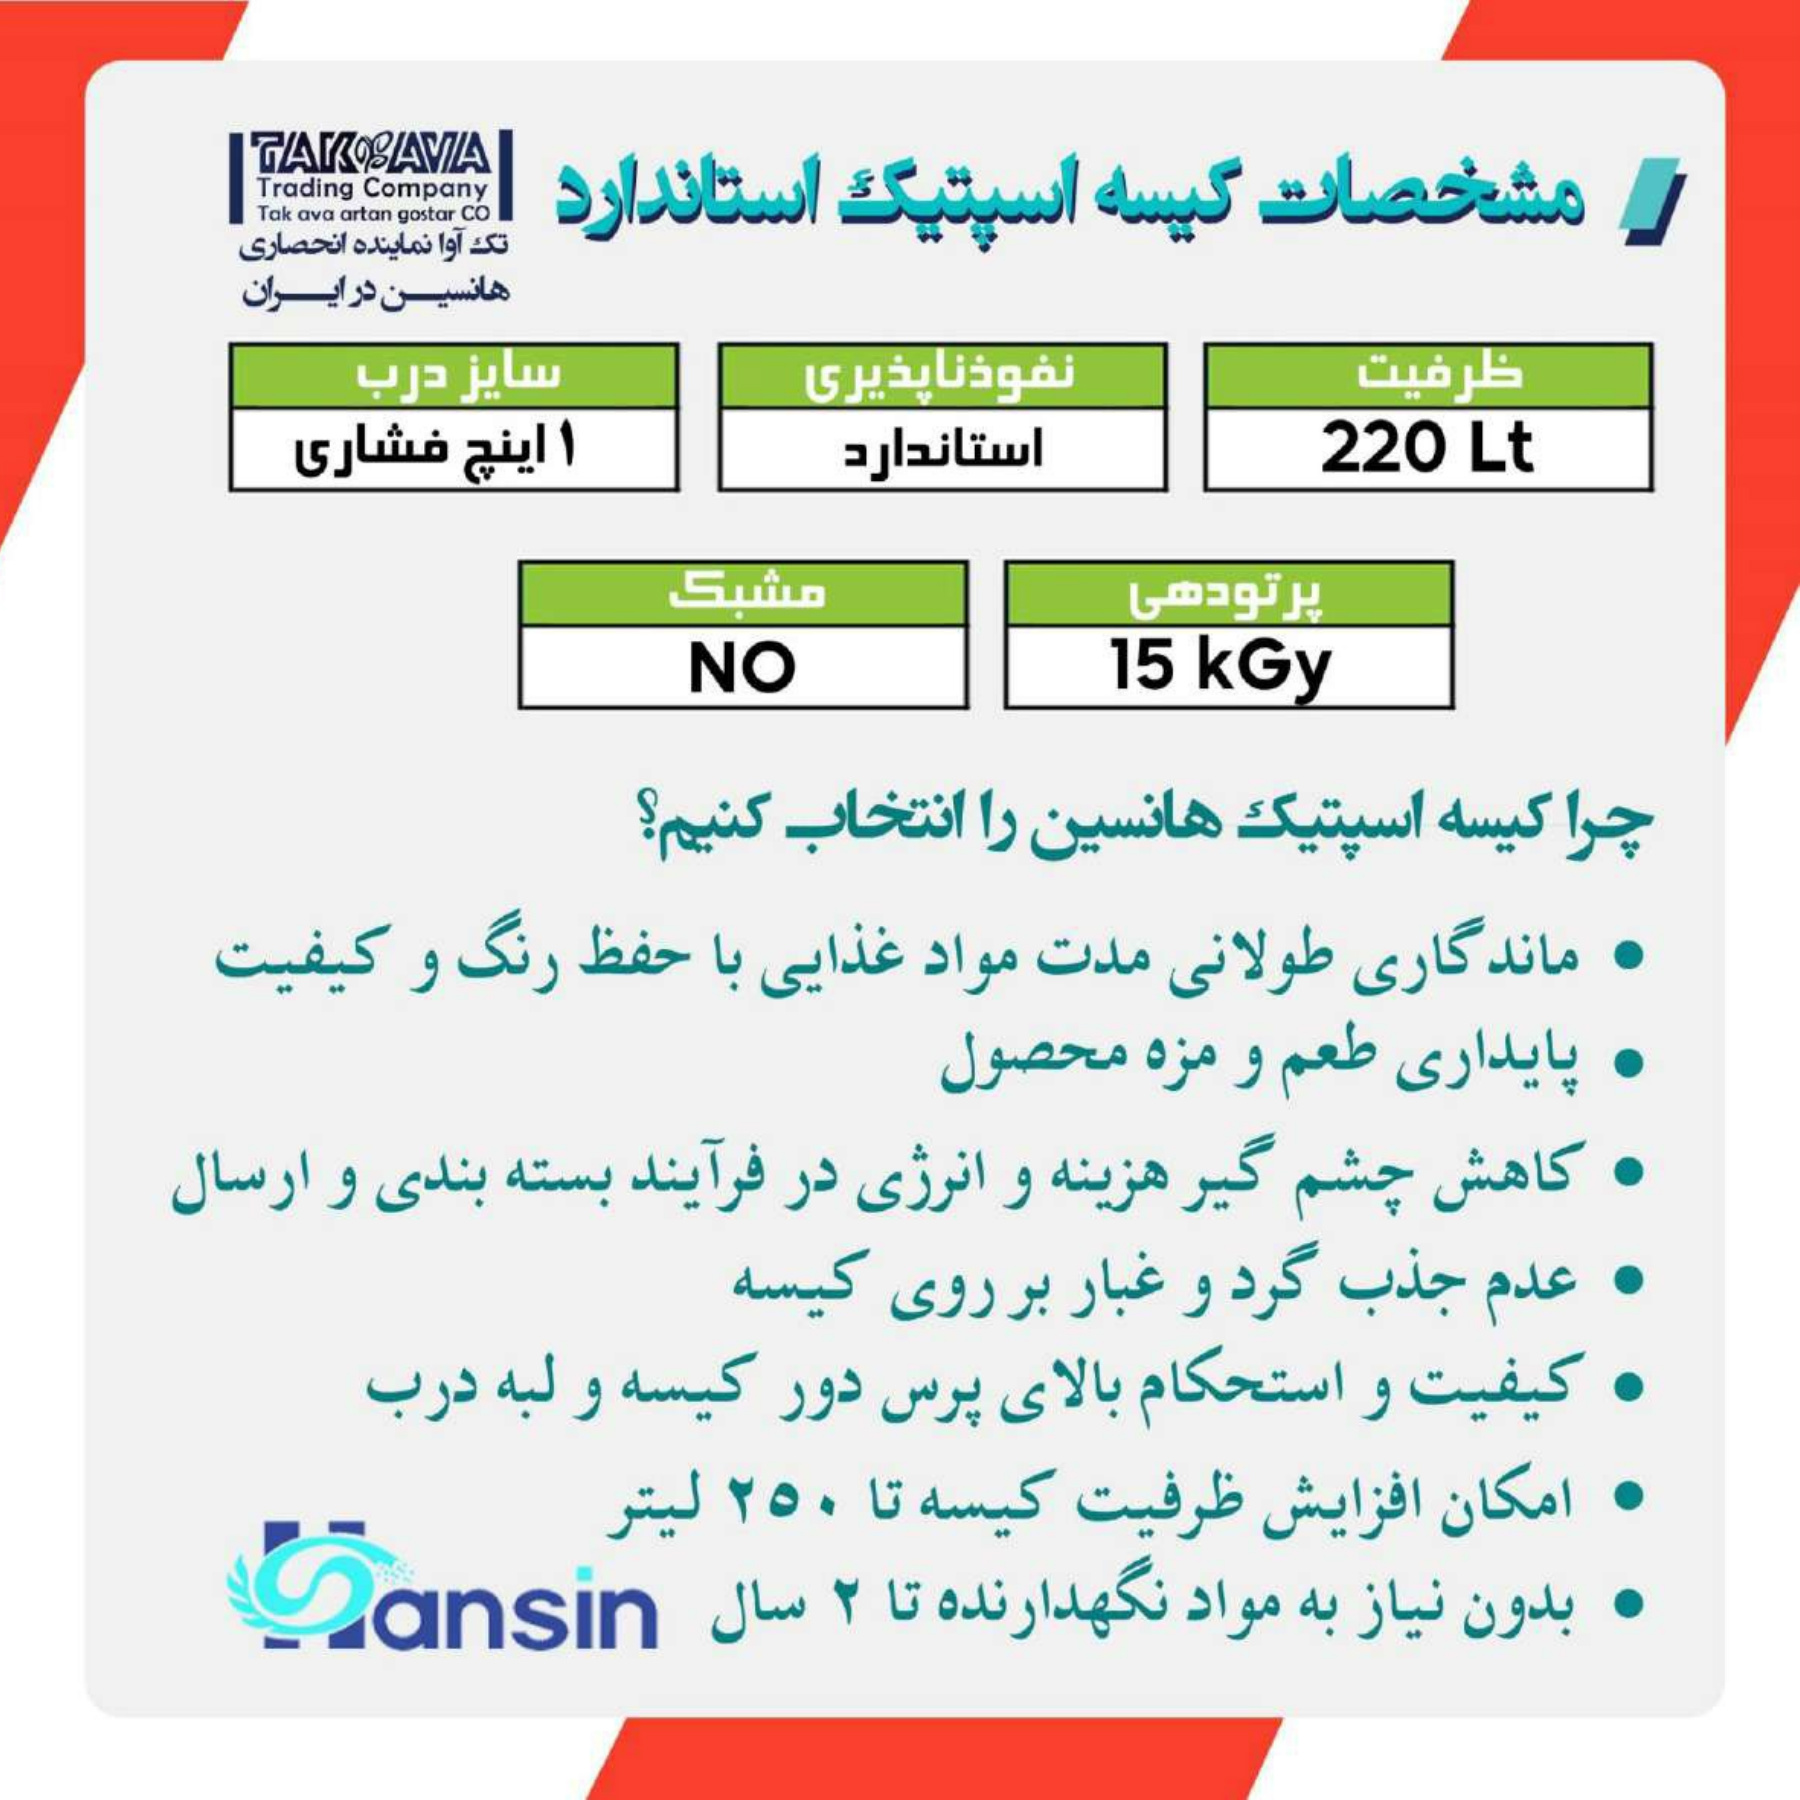 مشخصات کیسه اسپتیک استاندارد
TAK AVA
Trading Company
Tak ava artan gostar CO
تک آوا نماینده انحصاری
هانسیــن در ایــران
ظرفیت
220 Lt
نفوذناپذیری
استاندارد
سایز درب
۱ اینچ فشاری
پرتودهی
15 kGy
مشبک
NO
چرا کیسه اسپتیک هانسین را انتخاب کنیم؟
• ماندگاری طولانی مدت مواد غذایی با حفظ رنگ و کیفیت
• پایداری طعم و مزه محصول
• کاهش چشم گیر هزینه و انرژی در فرآیند بسته بندی و ارسال
• عدم جذب گرد و غبار بر روی کیسه
• کیفیت و استحکام بالای پرس دور کیسه و لبه درب
• امکان افزایش ظرفیت کیسه تا ۲۵۰ لیتر
• بدون نیاز به مواد نگهدارنده تا ۲ سال
Hansin